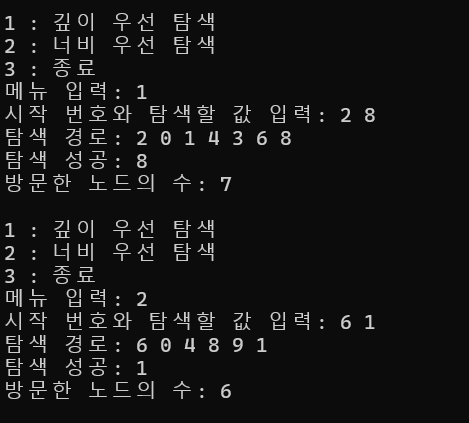 1 : 깊이 우선 탐색
2 : 너비 우선 탐색
3 : 종료
메뉴 입력: 1
시작 번호와 탐색할 값 입력: 2 8
탐색 경로: 2 0 1 4 3 6 8
탐색 성공: 8
방문한 노드의 수: 7
1 : 깊이 우선 탐색
2 : 너비 우선 탐색
3 : 종료
메뉴 입력: 2
시작 번호와 탐색할 값 입력: 6 1
탐색 경로: 6 0 4 8 9 1
탐색 성공: 1
방문한 노드의 수: 6